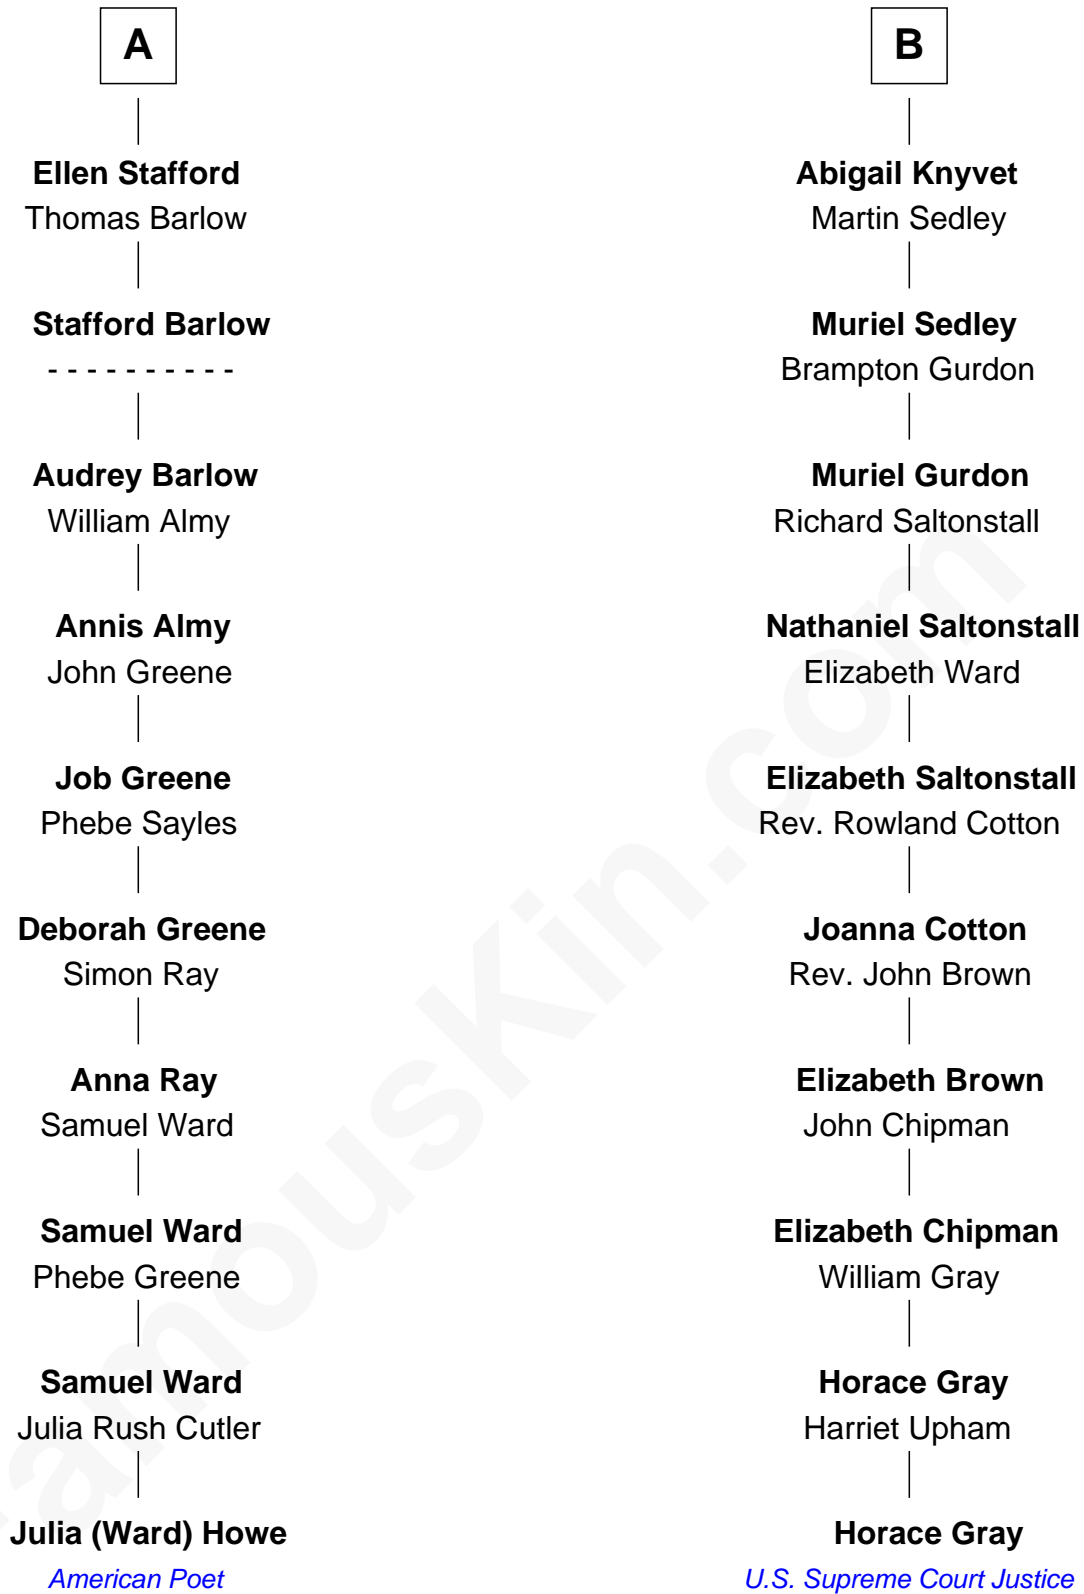 A
Ellen Stafford
Thomas Barlow
Stafford Barlow
- - - - - - - - - -
Audrey Barlow
William Almy
Annis Almy
John Greene
Job Greene
Phebe Sayles
Deborah Greene
Simon Ray
Anna Ray
Samuel Ward
Samuel Ward
Phebe Greene
Samuel Ward
Julia Rush Cutler
Julia (Ward) Howe
American Poet
B
Abigail Knyvet
Martin Sedley
Muriel Sedley
Brampton Gurdon
Muriel Gurdon
Richard Saltonstall
Nathaniel Saltonstall
Elizabeth Ward
Elizabeth Saltonstall
Rev. Rowland Cotton
Joanna Cotton
Rev. John Brown
Elizabeth Brown
John Chipman
Elizabeth Chipman
William Gray
Horace Gray
Harriet Upham
Horace Gray
U.S. Supreme Court Justice
FamousKin.com